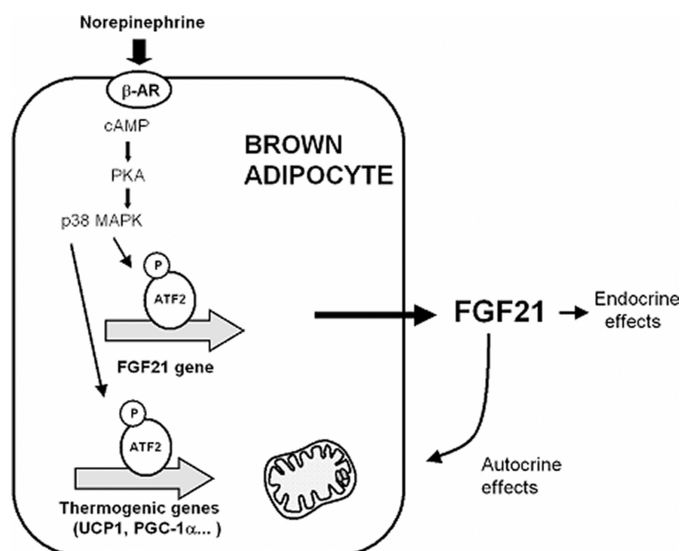 Norepinephrine
β-AR
cAMP
PKA
p38 MAPK
BROWN
ADIPOCYTE
P
ATF2
FGF21 gene
P
ATF2
Thermogenic genes
(UCP1, PGC-1α... )
FGF21
Endocrine
effects
Autocrine
effects